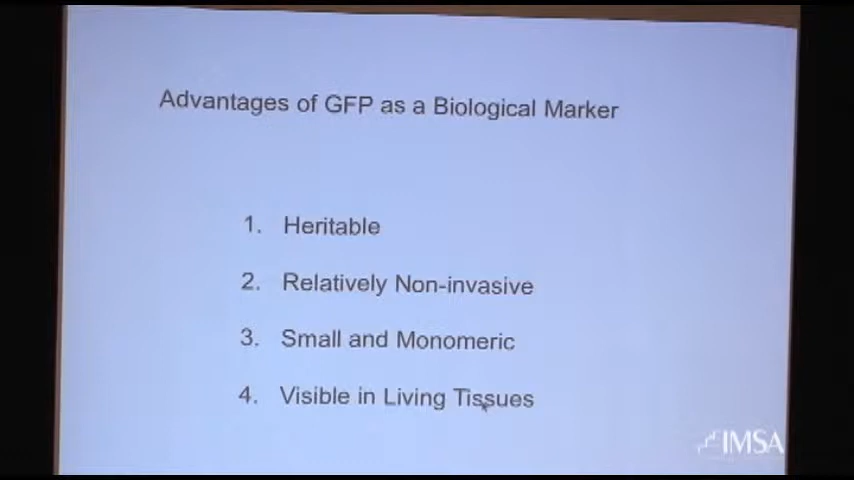 Advantages of GFP as a Biological Marker
1. Heritable
2. Relatively Non-invasive
3. Small and Monomeric
4. Visible in Living Tissues
IMSA